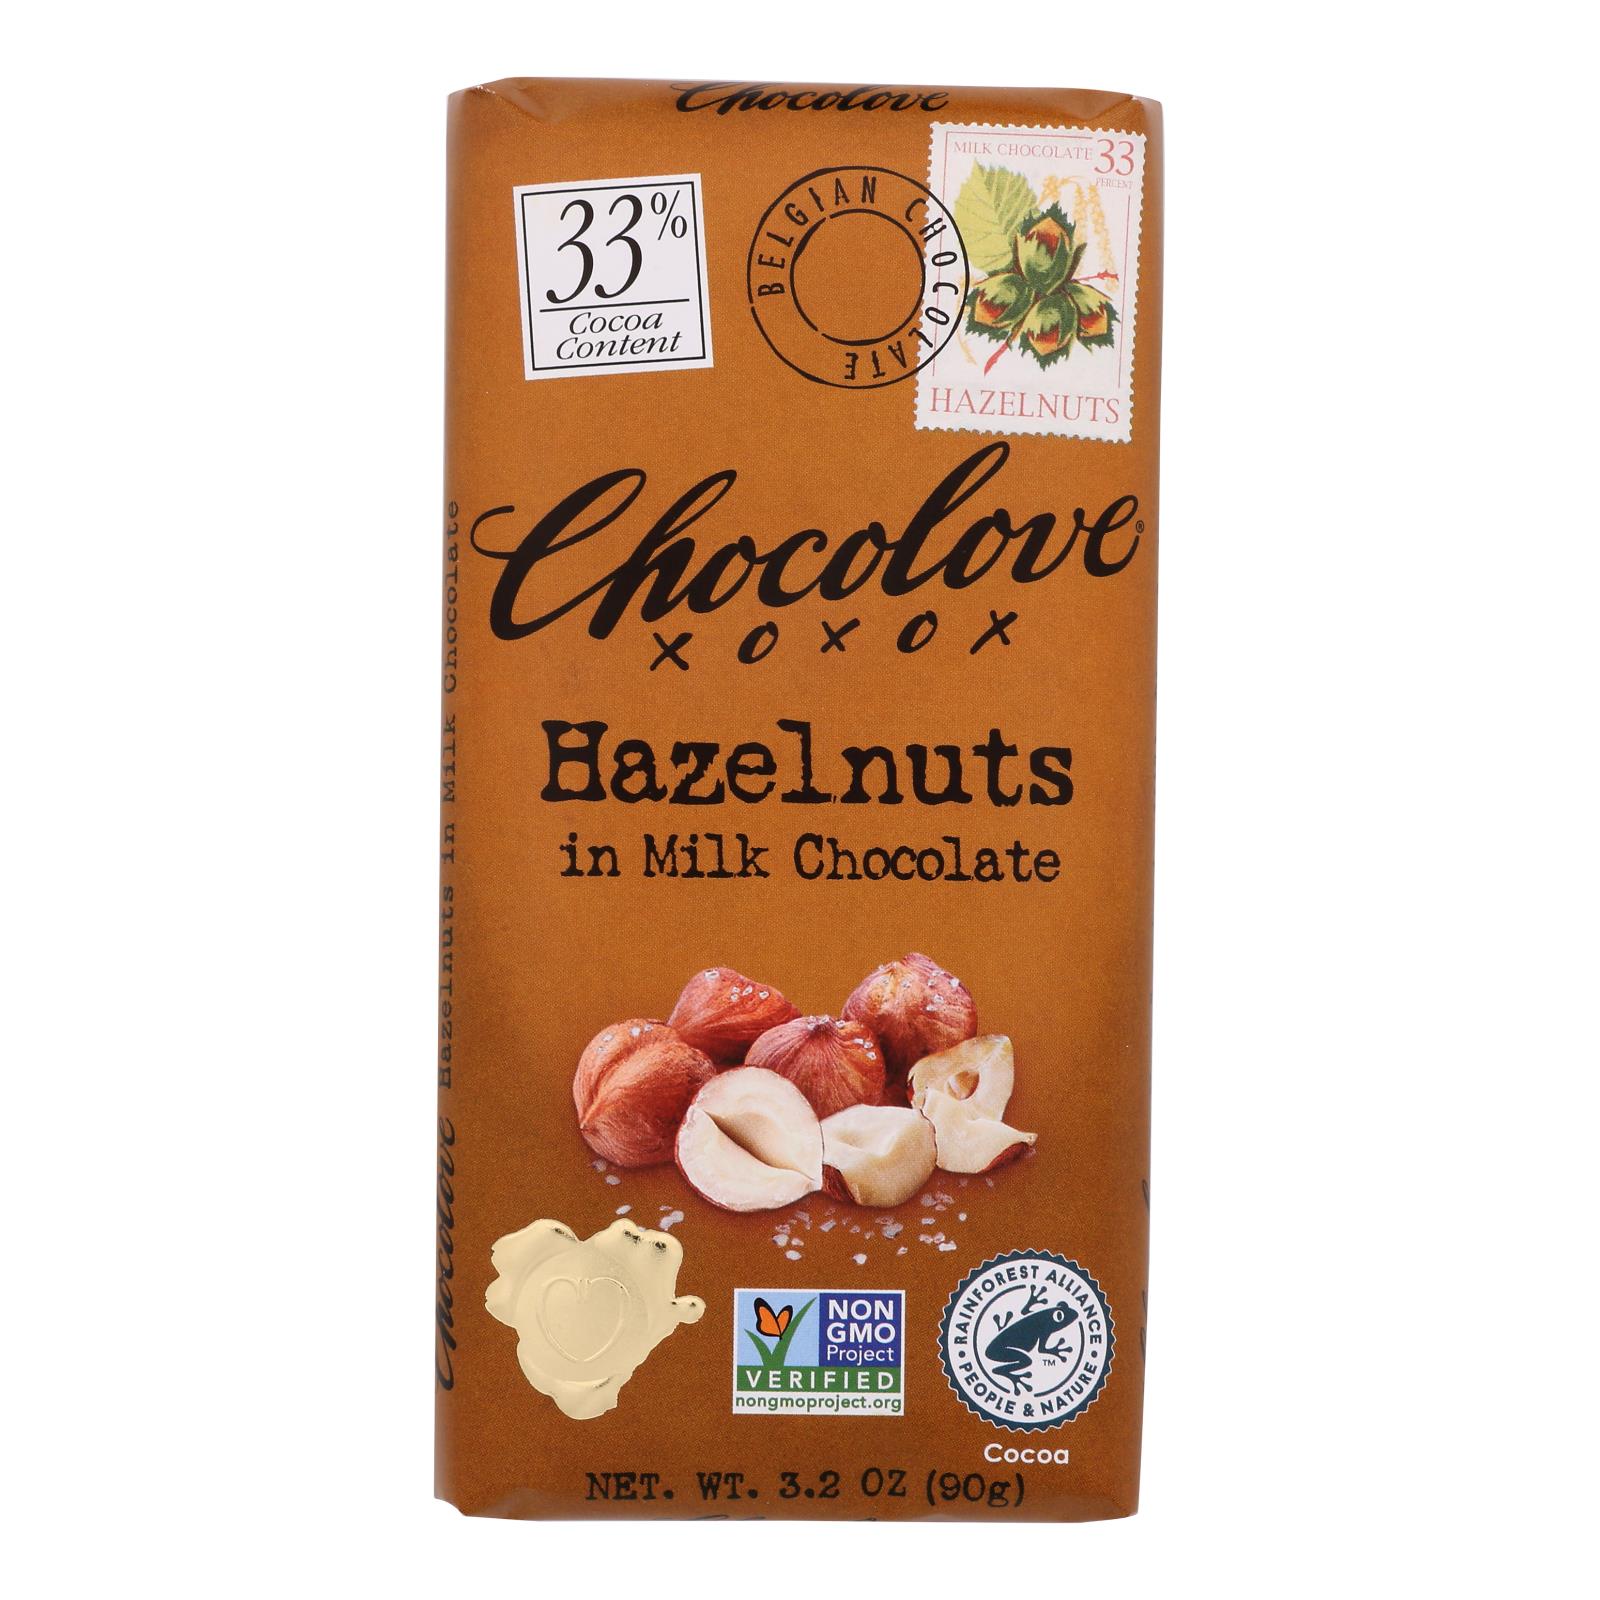 Chocolove
MILK CHOCOLATE 33
PERCENT
33%
Cocoa
Content
BELGIAN CHOCOLATE
HAZELNUTS
Chocolove®
XOXOX
Hazelnuts
in Milk Chocolate
Chocolove Hazelnuts in Milk Chocolate
NON
GMO
Project
VERIFIED
nongmoproject.org
RAINFOREST ALLIANCE
• PEOPLE & NATURE •
TM
Cocoa
NET. WT. 3.2 OZ (90g)